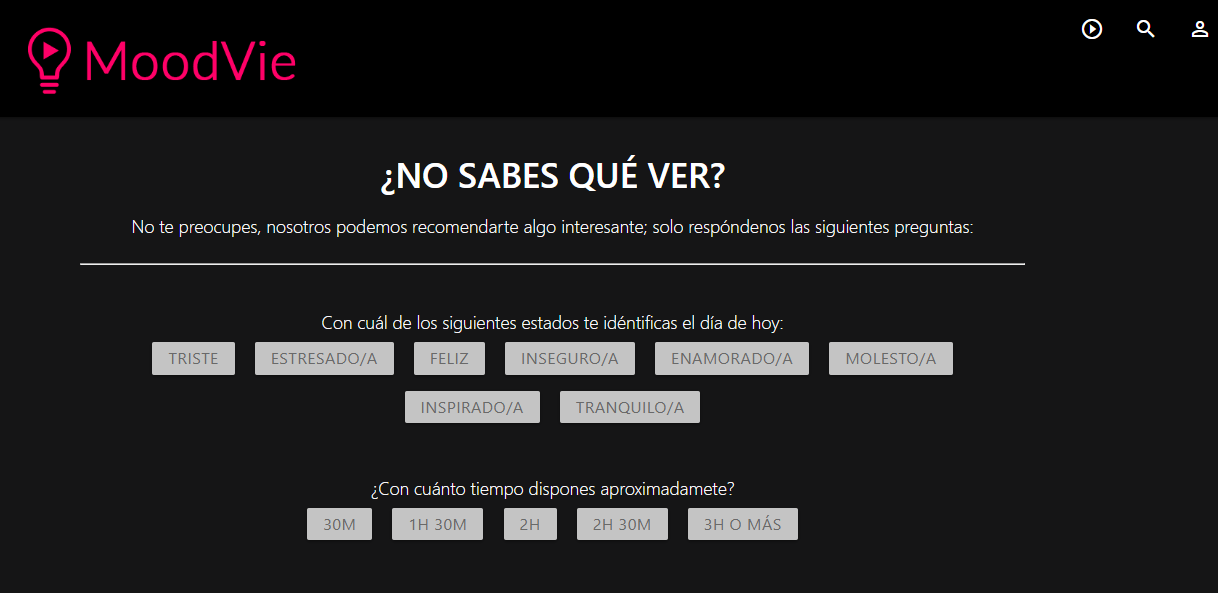 MoodVie
¿NO SABES QUÉ VER?
No te preocupes, nosotros podemos recomendarte algo interesante; solo respóndenos las siguientes preguntas:
Con cuál de los siguientes estados te idéntificas el día de hoy:
TRISTE ESTRESADO/A FELIZ INSEGURO/A ENAMORADO/A MOLESTO/A
INSPIRADO/A TRANQUILO/A
¿Con cuánto tiempo dispones aproximadamete?
30M 1H 30M 2H 2H 30M 3H O MÁS